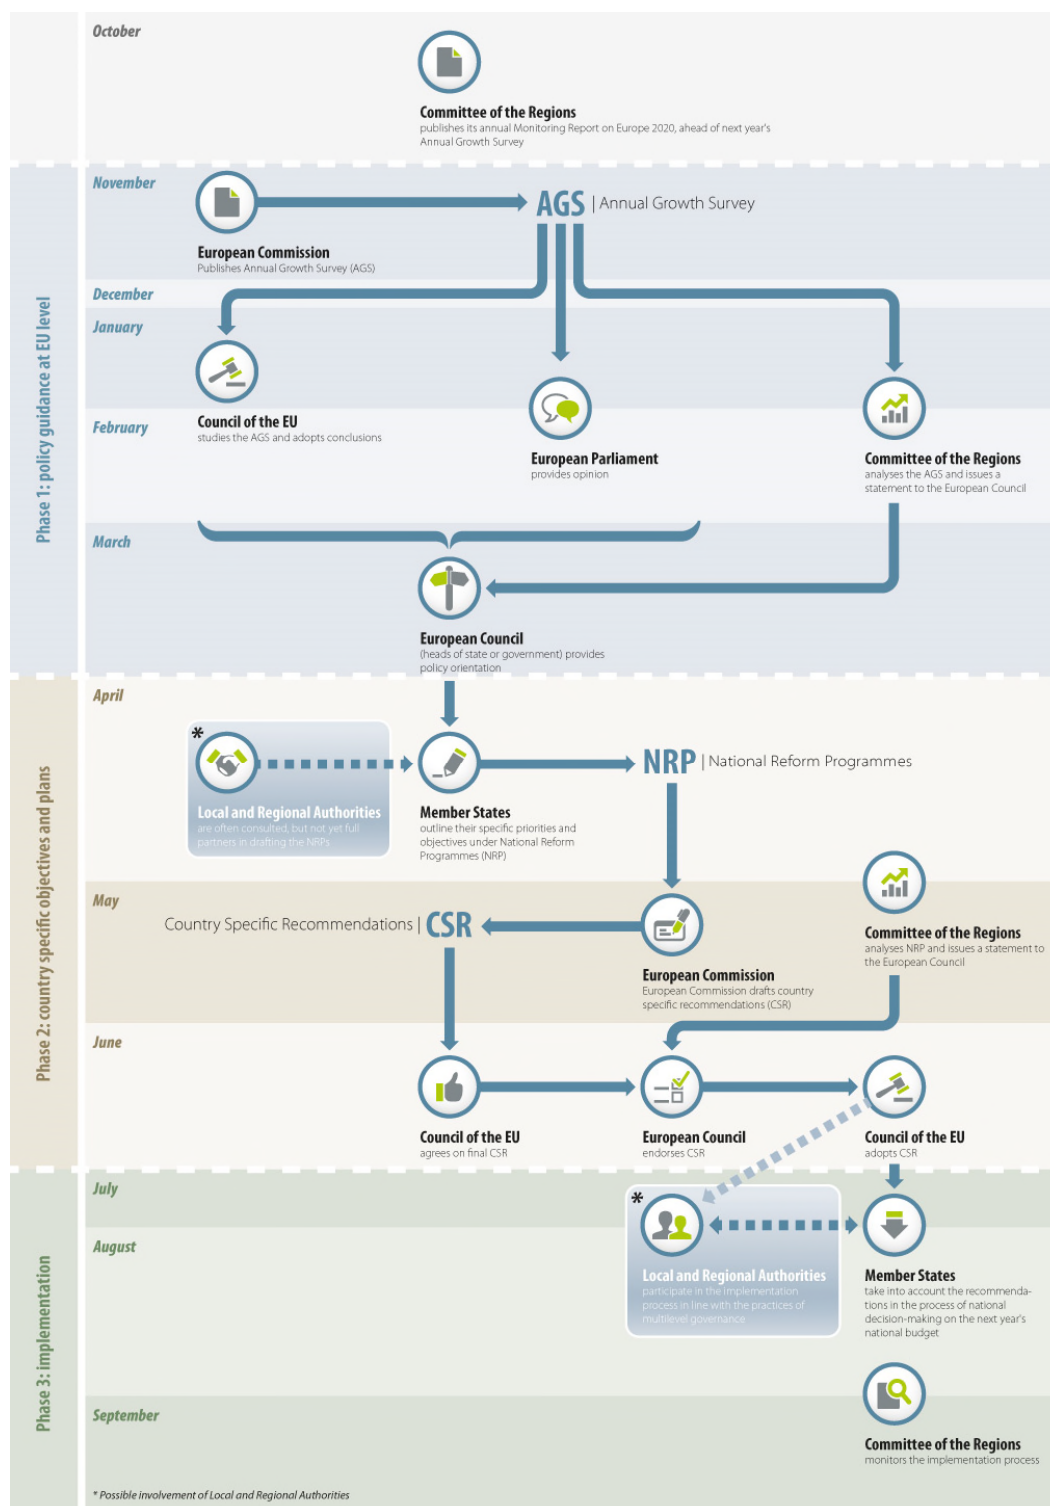 October
Committee of the Regions
publishes its annual Monitoring Report on Europe 2020, ahead of next year's
Annual Growth Survey
Phase 1: policy guidance at EU level
November
AGS | Annual Growth Survey
European Commission
Publishes Annual Growth Survey (AGS)
December
January
Council of the EU
studies the AGS and adopts conclusions
February
European Parliament
provides opinion
Committee of the Regions
analyses the AGS and issues a
statement to the European Council
March
European Council
(heads of state or government) provides
policy orientation
Phase 2: country specific objectives and plans
April
*
Local and Regional Authorities
are often consulted, but not yet full
partners in drafting the NRPs
Member States
outline their specific priorities and
objectives under National Reform
Programmes (NRP)
NRP | National Reform Programmes
May
Country Specific Recommendations | CSR
European Commission
European Commission drafts country
specific recommendations (CSR)
Committee of the Regions
analyses NRP and issues a statement to
the European Council
June
Council of the EU
agrees on final CSR
European Council
endorses CSR
Council of the EU
adopts CSR
Phase 3: implementation
July
August
*
Local and Regional Authorities
participate in the implementation
process in line with the practices of
multilevel governance
Member States
take into account the recommenda-
tions in the process of national
decision-making on the next year's
national budget
September
Committee of the Regions
monitors the implementation process
* Possible involvement of Local and Regional Authorities